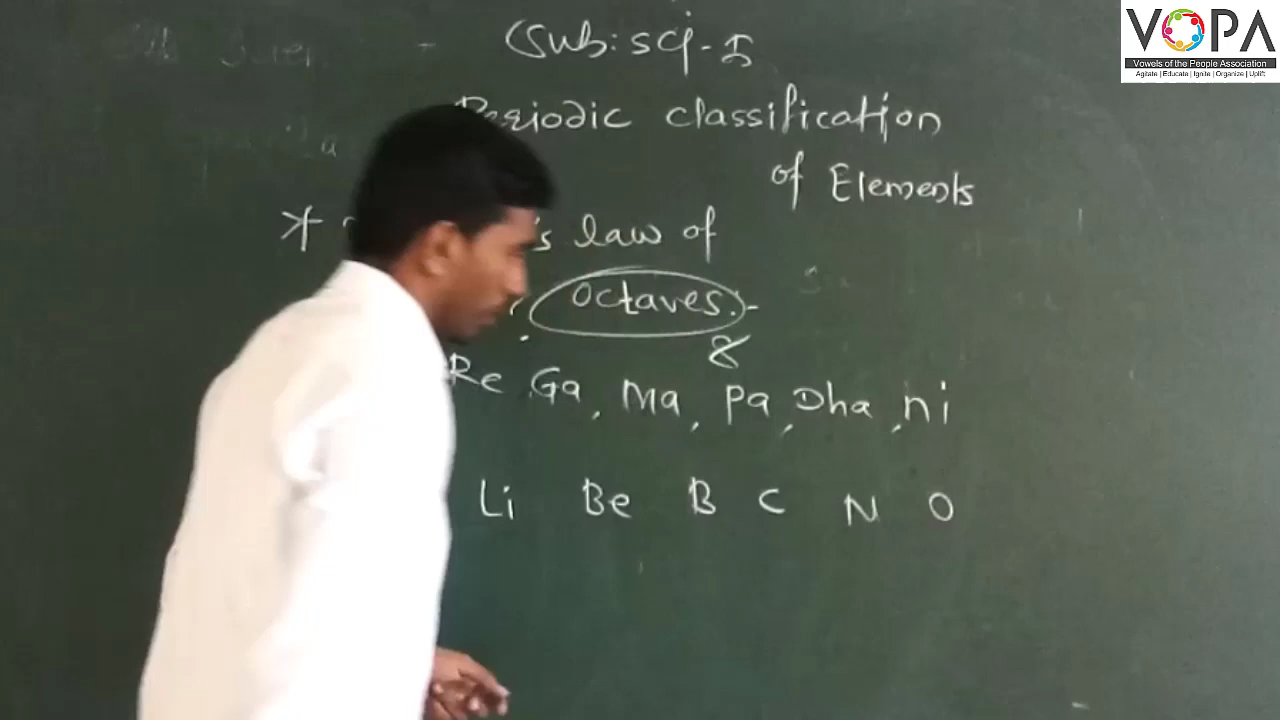 VOPA
Vowels of the People Association
Agitate | Educate | Ignite | Organize | Uplift
Sub: sci - I
Periodic classification
of Elements
* 's law of
Octaves :-
8
Re Ga, Ma, Pa, Dha, Ni
Li Be B C N O